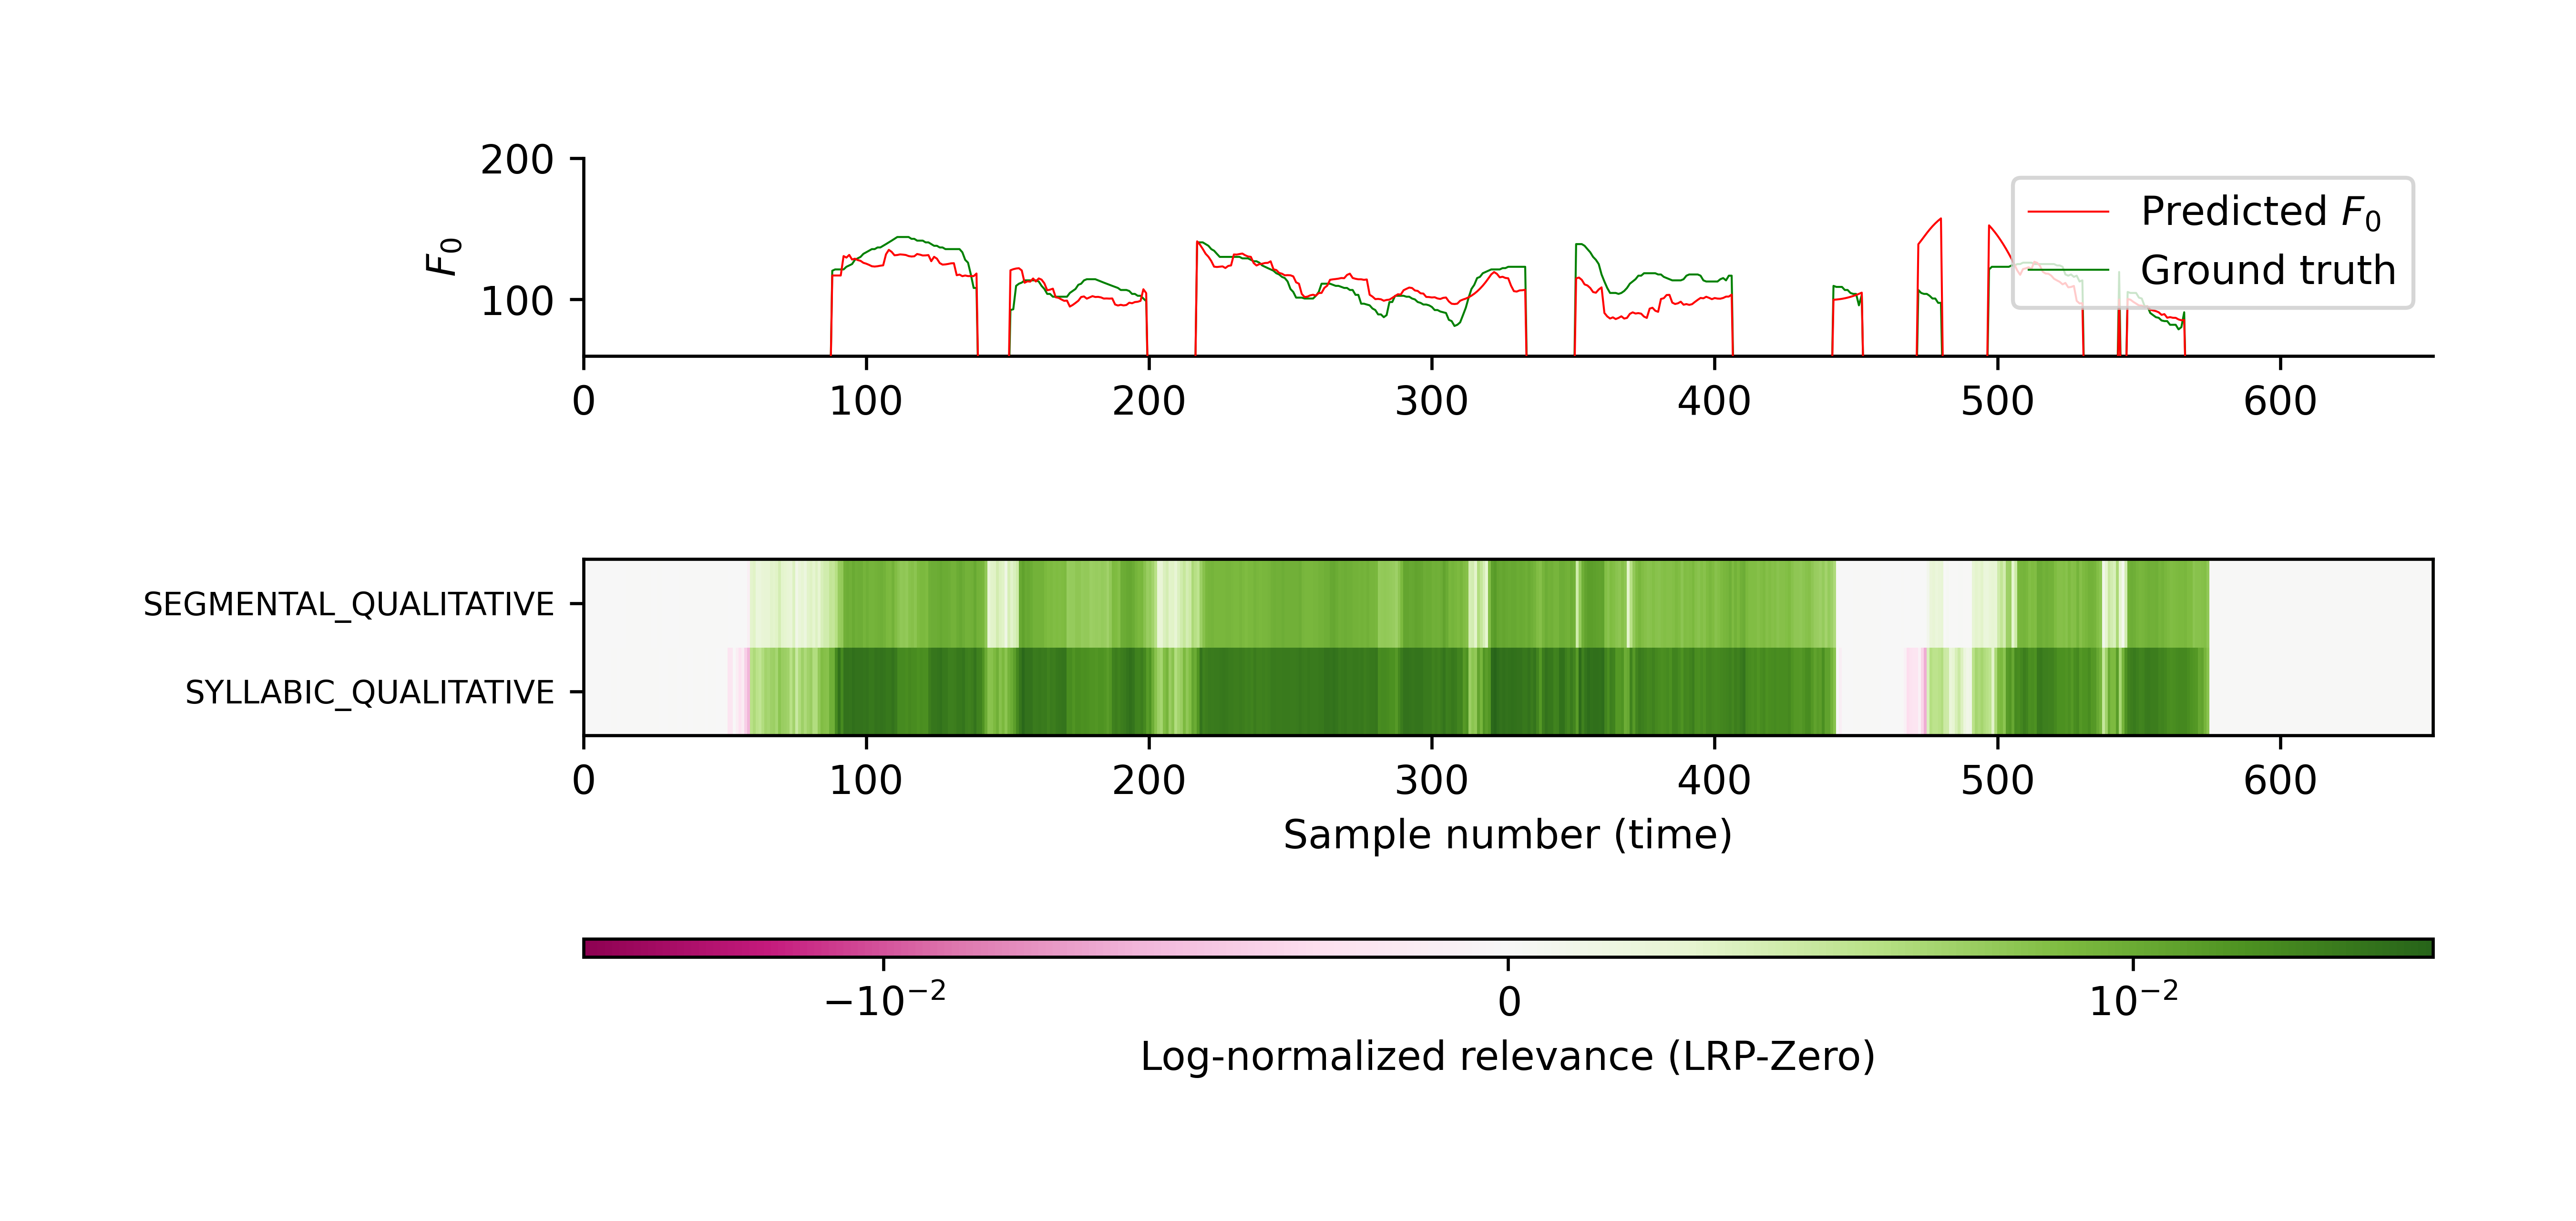 200
100
F₀
Predicted F₀
Ground truth
0 100 200 300 400 500 600
SEGMENTAL_QUALITATIVE
SYLLABIC_QUALITATIVE
0 100 200 300 400 500 600
Sample number (time)
−10⁻² 0 10⁻²
Log-normalized relevance (LRP-Zero)